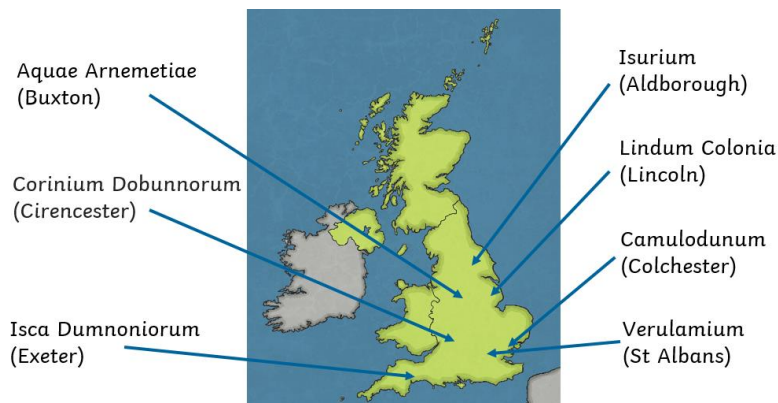 Aquae Arnemetiae
(Buxton)
Corinium Dobunnorum
(Cirencester)
Isca Dumnoniorum
(Exeter)
Isurium
(Aldborough)
Lindum Colonia
(Lincoln)
Camulodunum
(Colchester)
Verulamium
(St Albans)